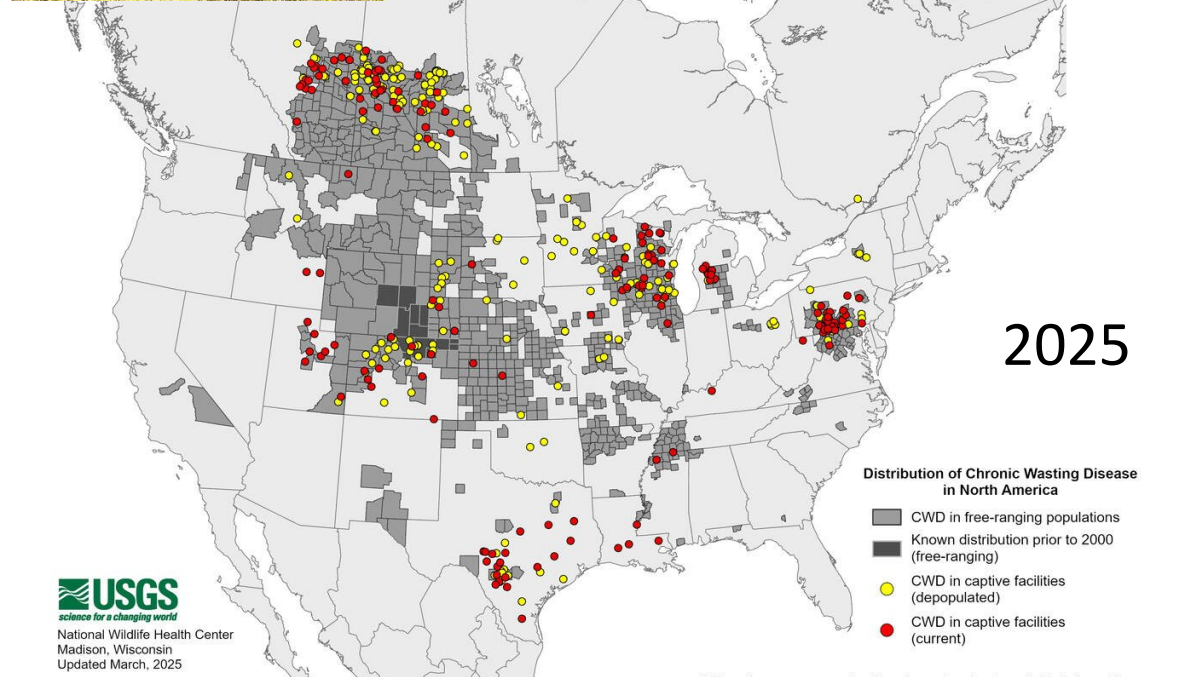 2025
Distribution of Chronic Wasting Disease
in North America
CWD in free-ranging populations
Known distribution prior to 2000
(free-ranging)
CWD in captive facilities
(depopulated)
CWD in captive facilities
(current)
USGS
science for a changing world
National Wildlife Health Center
Madison, Wisconsin
Updated March, 2025